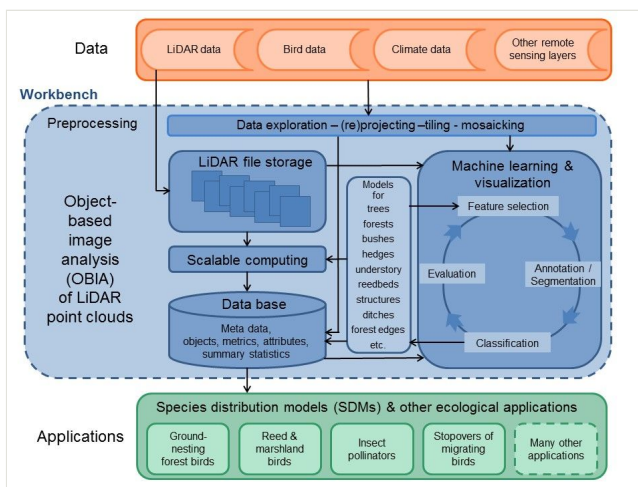 Data
LiDAR data
Bird data
Climate data
Other remote
sensing layers
Workbench
Preprocessing
Data exploration – (re)projecting –tiling - mosaicking
Object-
based
image
analysis
(OBIA)
of LiDAR
point clouds
LiDAR file storage
Scalable computing
Data base
Meta data,
objects, metrics, attributes,
summary statistics
Models
for
trees
forests
bushes
hedges
understory
reedbeds
structures
ditches
forest edges
etc.
Machine learning &
visualization
Feature selection
Evaluation
Annotation /
Segmentation
Classification
Applications
Species distribution models (SDMs) & other ecological applications
Ground-
nesting
forest birds
Reed &
marshland
birds
Insect
pollinators
Stopovers of
migrating
birds
Many other
applications